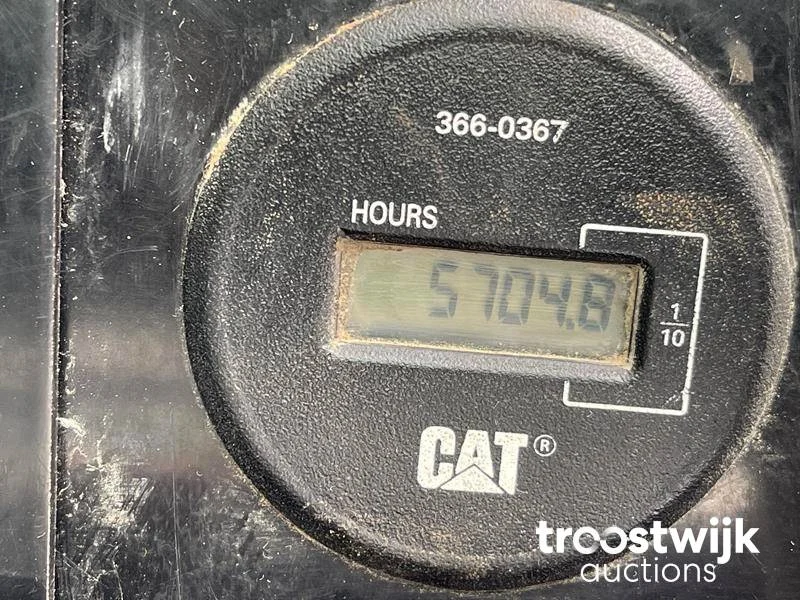 366-0367
HOURS
5704.8
1
10
CAT®
troostwijk
auctions